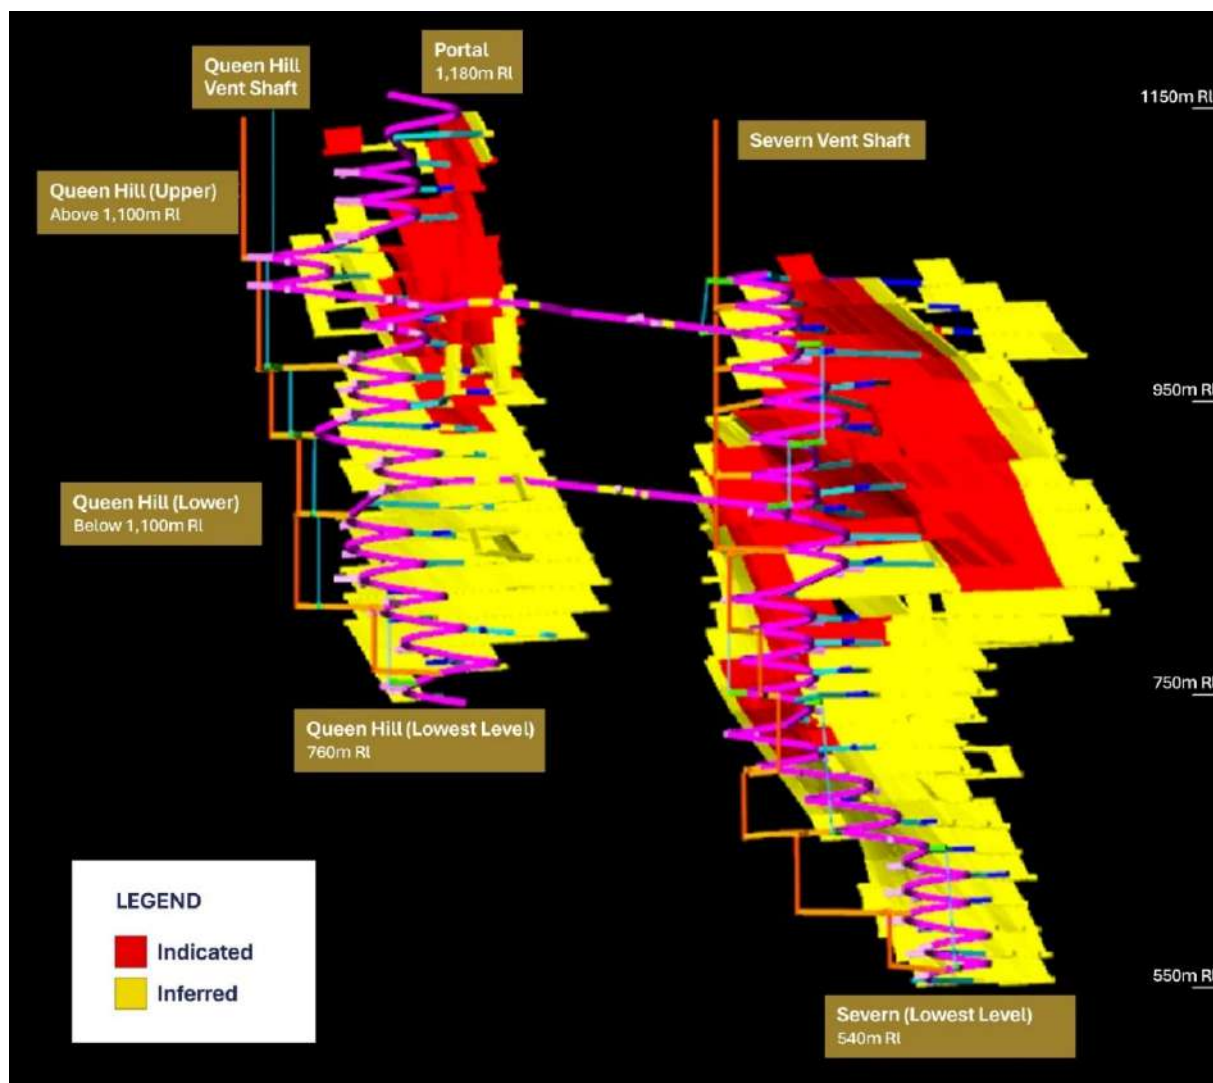 Queen Hill
Vent Shaft
Portal
1,180m Rl
1150m Rl
Severn Vent Shaft
Queen Hill (Upper)
Above 1,100m Rl
950m Rl
Queen Hill (Lower)
Below 1,100m Rl
750m Rl
Queen Hill (Lowest Level)
760m Rl
LEGEND
Indicated
Inferred
550m Rl
Severn (Lowest Level)
540m Rl